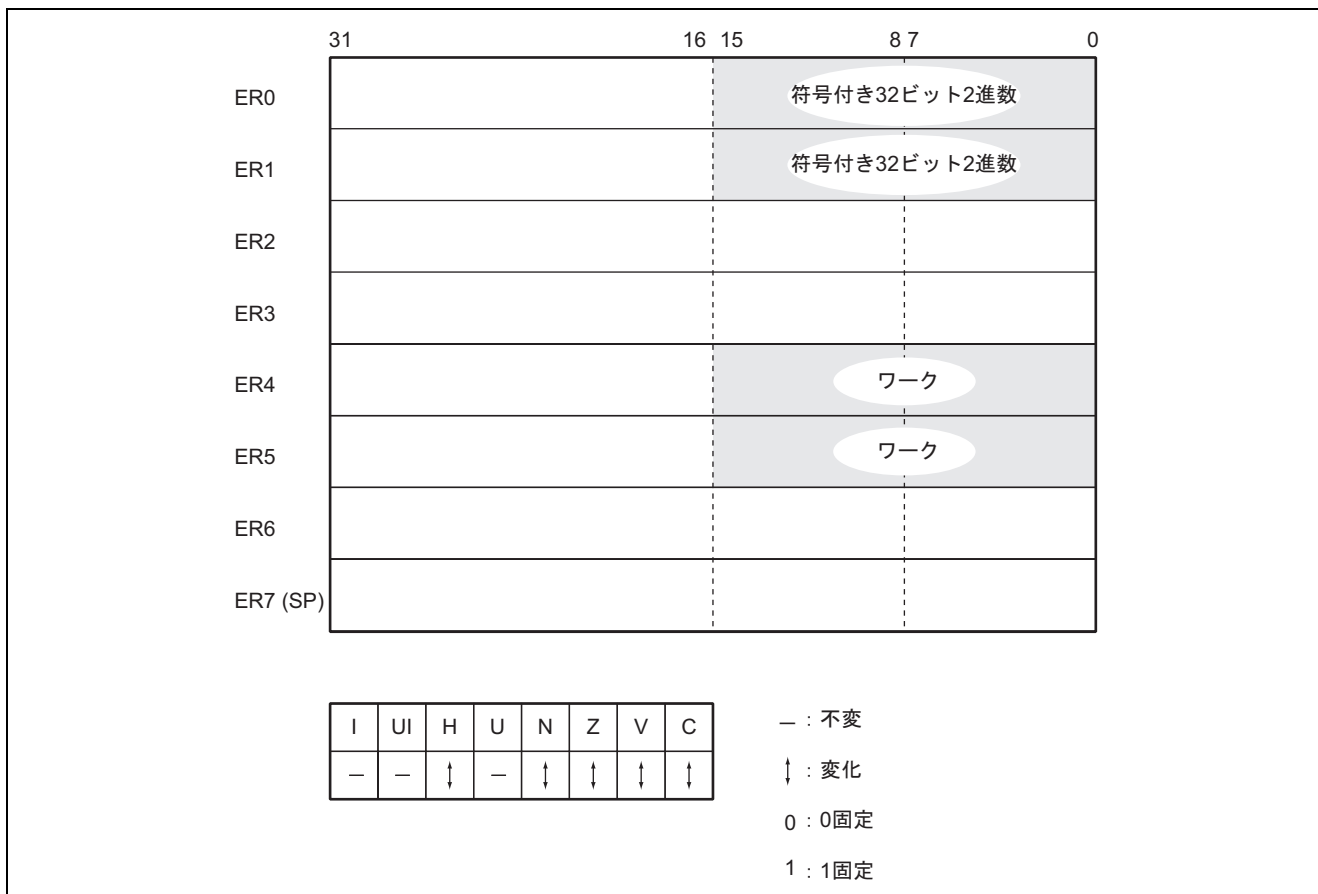 31 16 15 8 7 0
ER0 符号付き32ビット2進数
ER1 符号付き32ビット2進数
ER2
ER3
ER4 ワーク
ER5 ワーク
ER6
ER7 (SP)
I UI H U N Z V C
— — ↕ — ↕ ↕ ↕ ↕
— : 不変
↕ : 変化
0 : 0固定
1 : 1固定